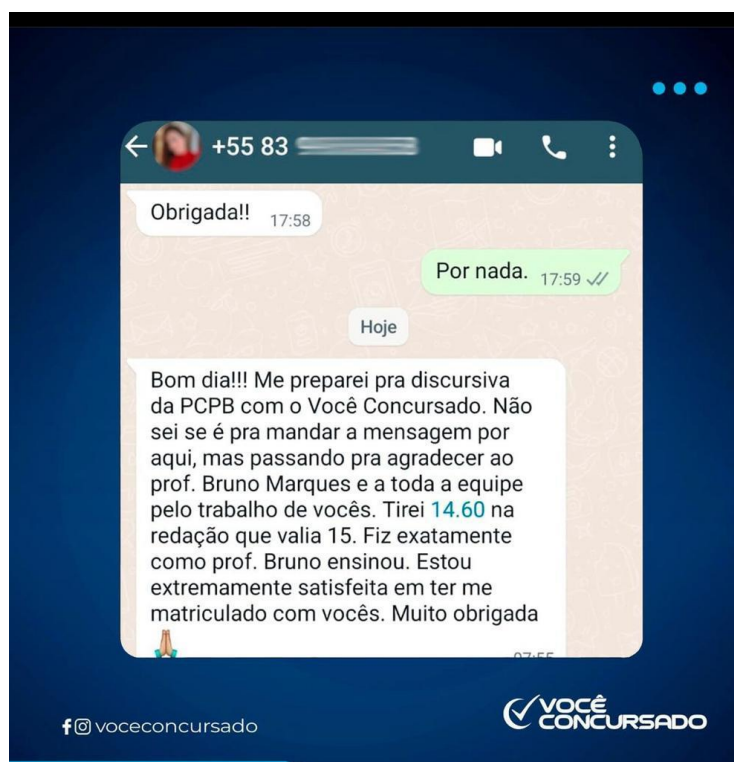 +55 83
Obrigada!! 17:58
Por nada. 17:59
Hoje
Bom dia!!! Me preparei pra discursiva
da PCPB com o Você Concursado. Não
sei se é pra mandar a mensagem por
aqui, mas passando pra agradecer ao
prof. Bruno Marques e a toda a equipe
pelo trabalho de vocês. Tirei 14.60 na
redação que valia 15. Fiz exatamente
como prof. Bruno ensinou. Estou
extremamente satisfeita em ter me
matriculado com vocês. Muito obrigada
voceconcursado
VOCÊ
CONCURSADO